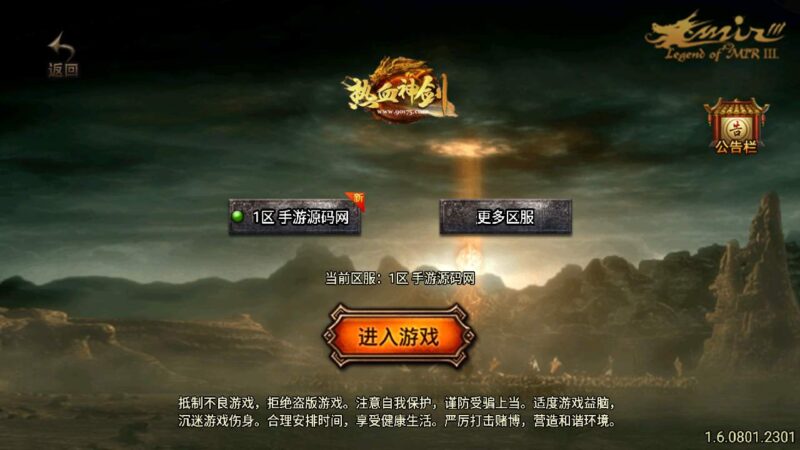 返回
mir III
Legend of MIR III
热血神剑
告
公告栏
新
1区 手游源码网
更多区服
当前区服：1区 手游源码网
进入游戏
抵制不良游戏，拒绝盗版游戏。注意自我保护，谨防受骗上当。适度游戏益脑，
沉迷游戏伤身。合理安排时间，享受健康生活。严厉打击赌博，营造和谐环境。
1.6.0801.2301